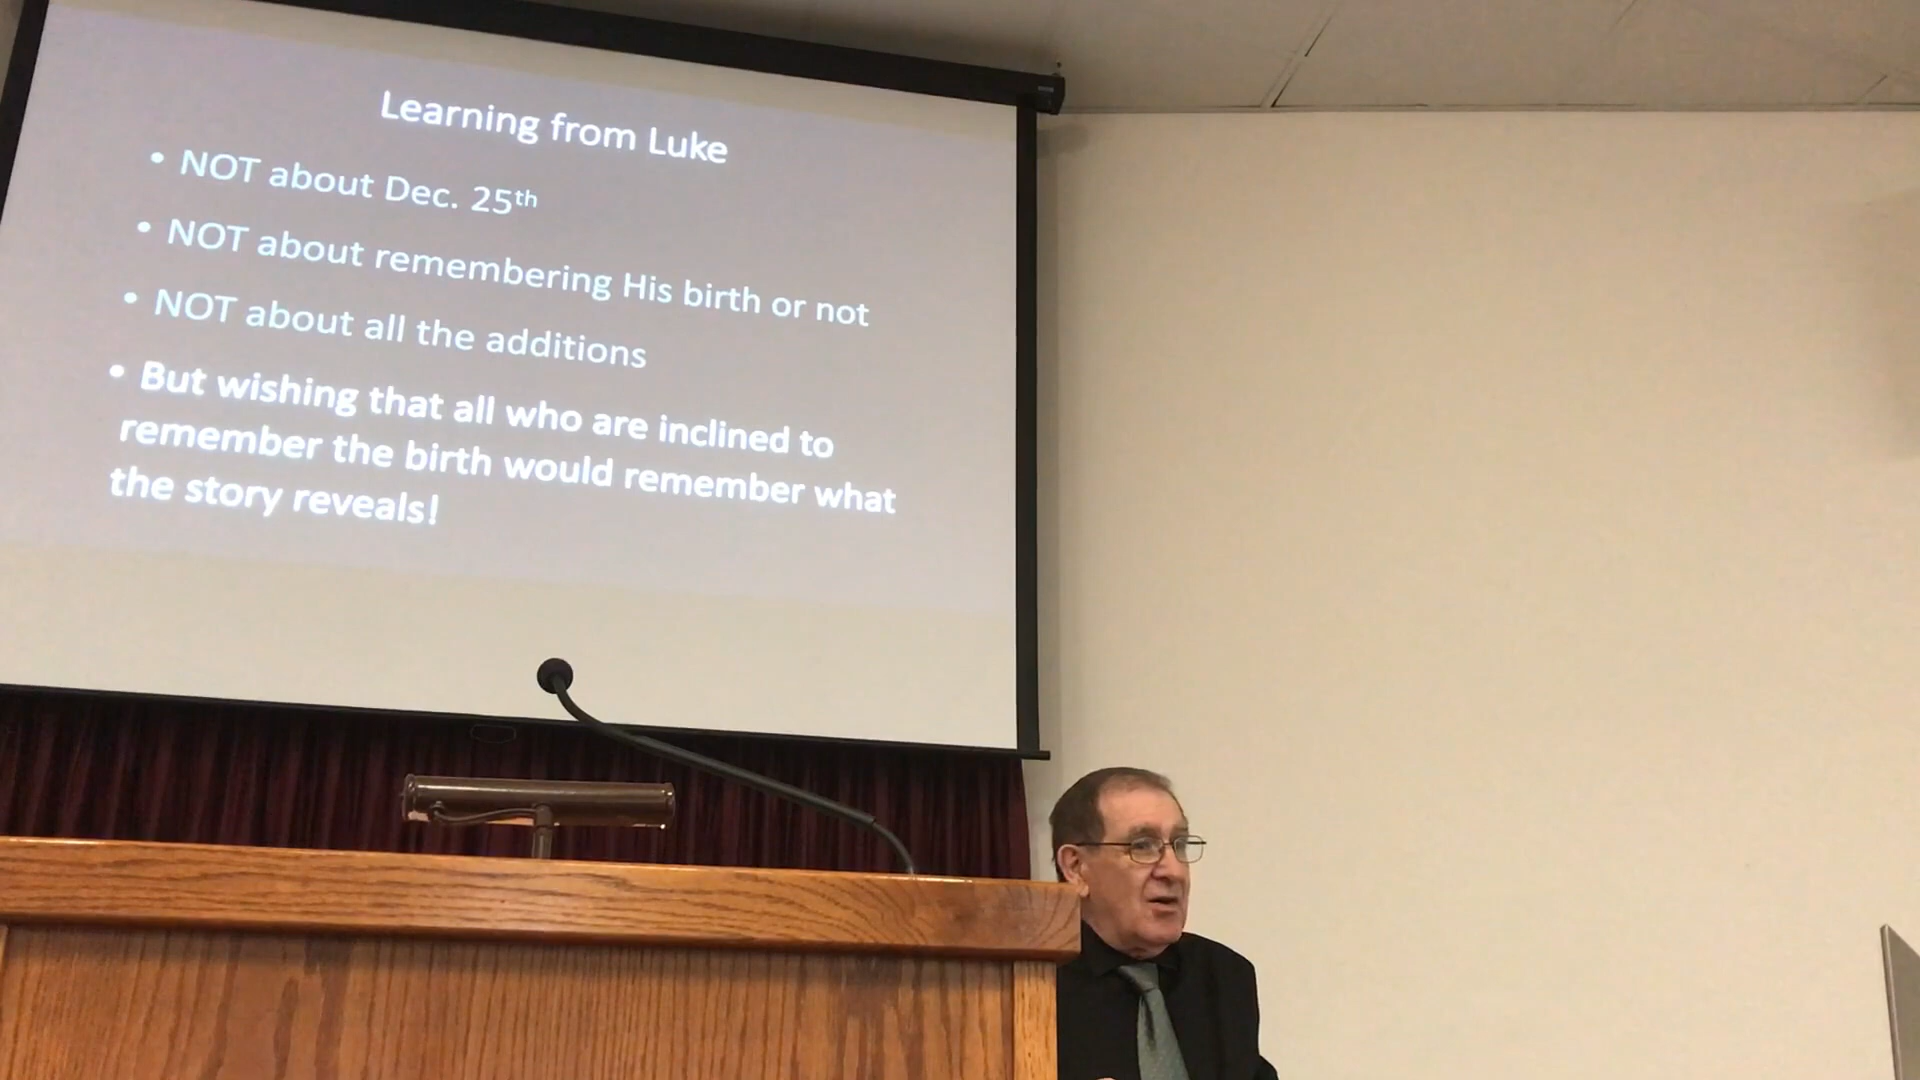 Learning from Luke
• NOT about Dec. 25th
• NOT about remembering His birth or not
• NOT about all the additions
• But wishing that all who are inclined to
remember the birth would remember what
the story reveals!